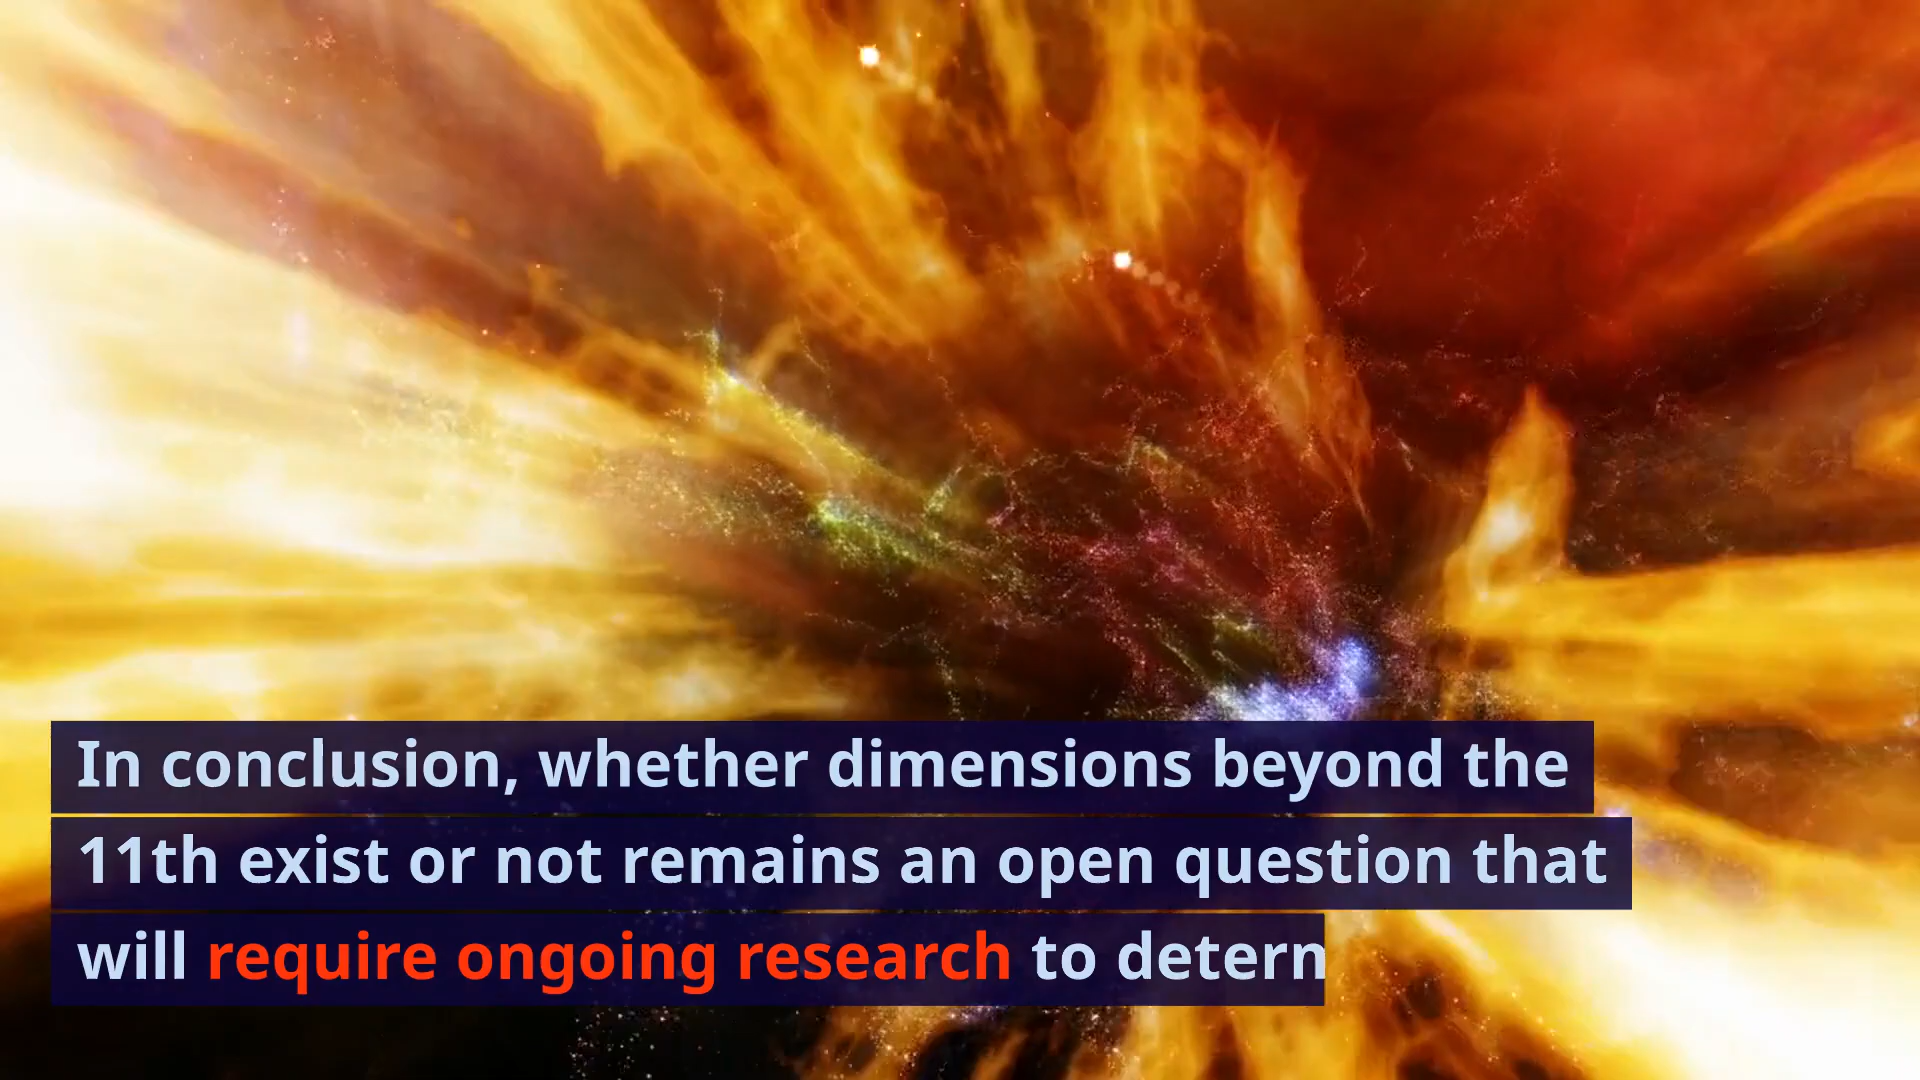 In conclusion, whether dimensions beyond the
11th exist or not remains an open question that
will require ongoing research to